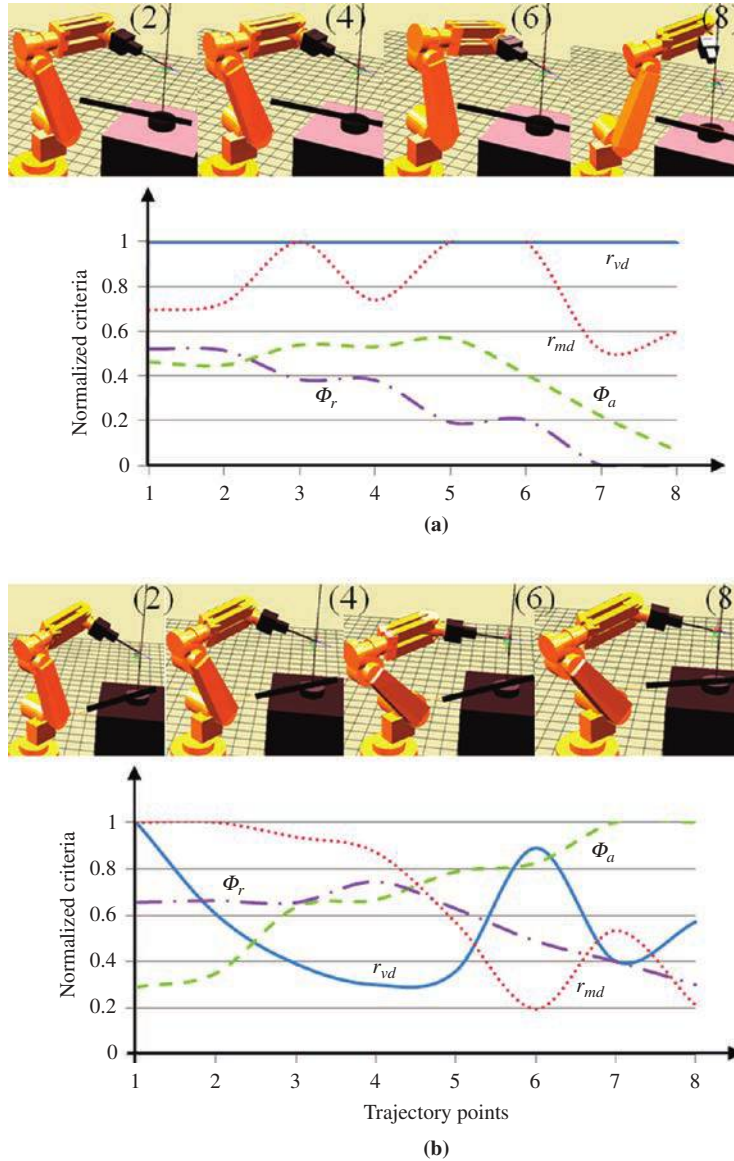 (2) (4) (6) (8)
1
0.8
0.6
0.4
0.2
0
Normalized criteria
r_vd
r_md
Φ_r
Φ_a
1 2 3 4 5 6 7 8
(a)
(2) (4) (6) (8
1
0.8
0.6
0.4
0.2
0
Normalized criteria
Φ_a
Φ_r
r_vd
r_md
1 2 3 4 5 6 7 8
Trajectory points
(b)